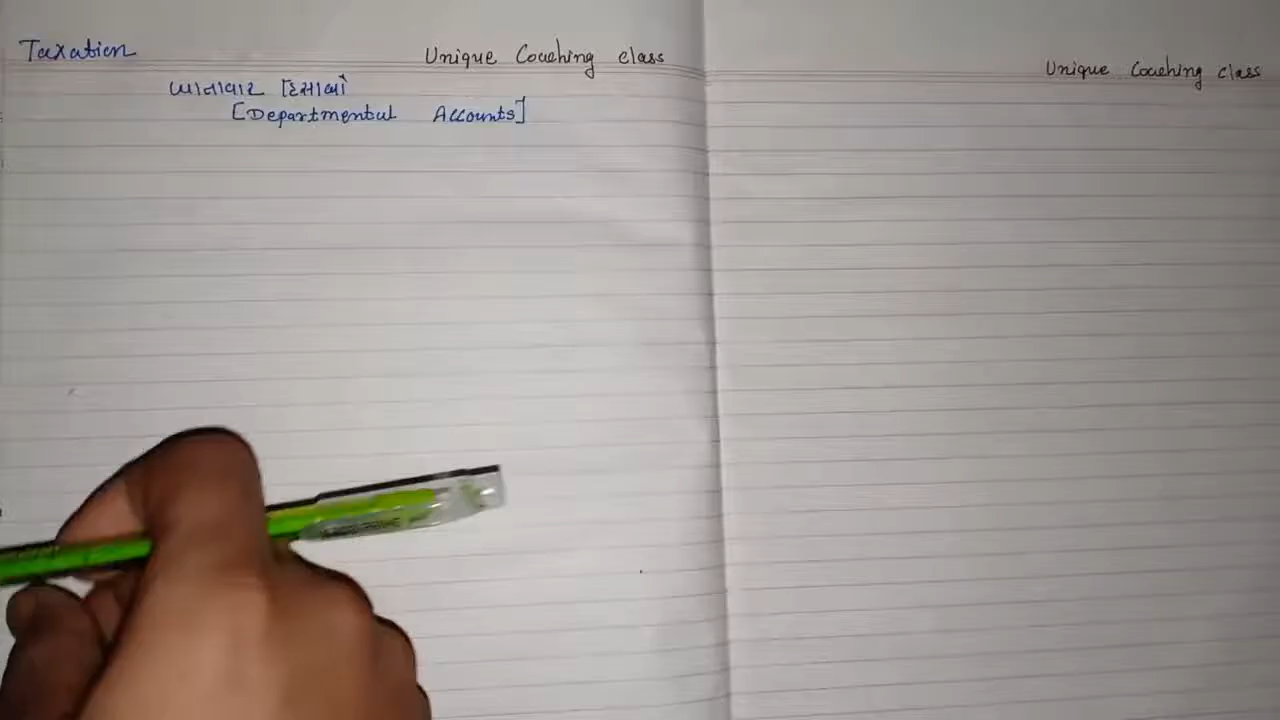 Taxation
Unique Coaching class
ખાતાવાર હિસાબો
[Departmental Accounts]
Unique Coaching class